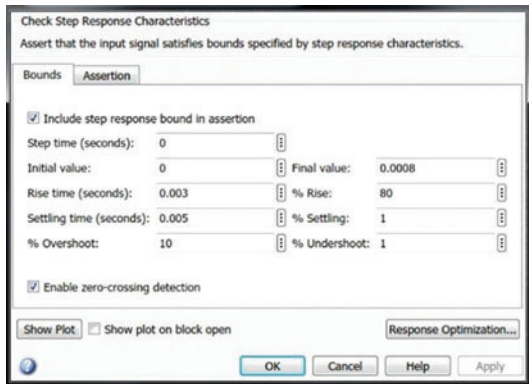 Check Step Response Characteristics
Assert that the input signal satisfies bounds specified by step response characteristics.
Bounds Assertion
Include step response bound in assertion
Step time (seconds): 0
Initial value: 0 Final value: 0.0008
Rise time (seconds): 0.003 % Rise: 80
Settling time (seconds): 0.005 % Settling: 1
% Overshoot: 10 % Undershoot: 1
Enable zero-crossing detection
Show Plot Show plot on block open Response Optimization...
OK Cancel Help Apply